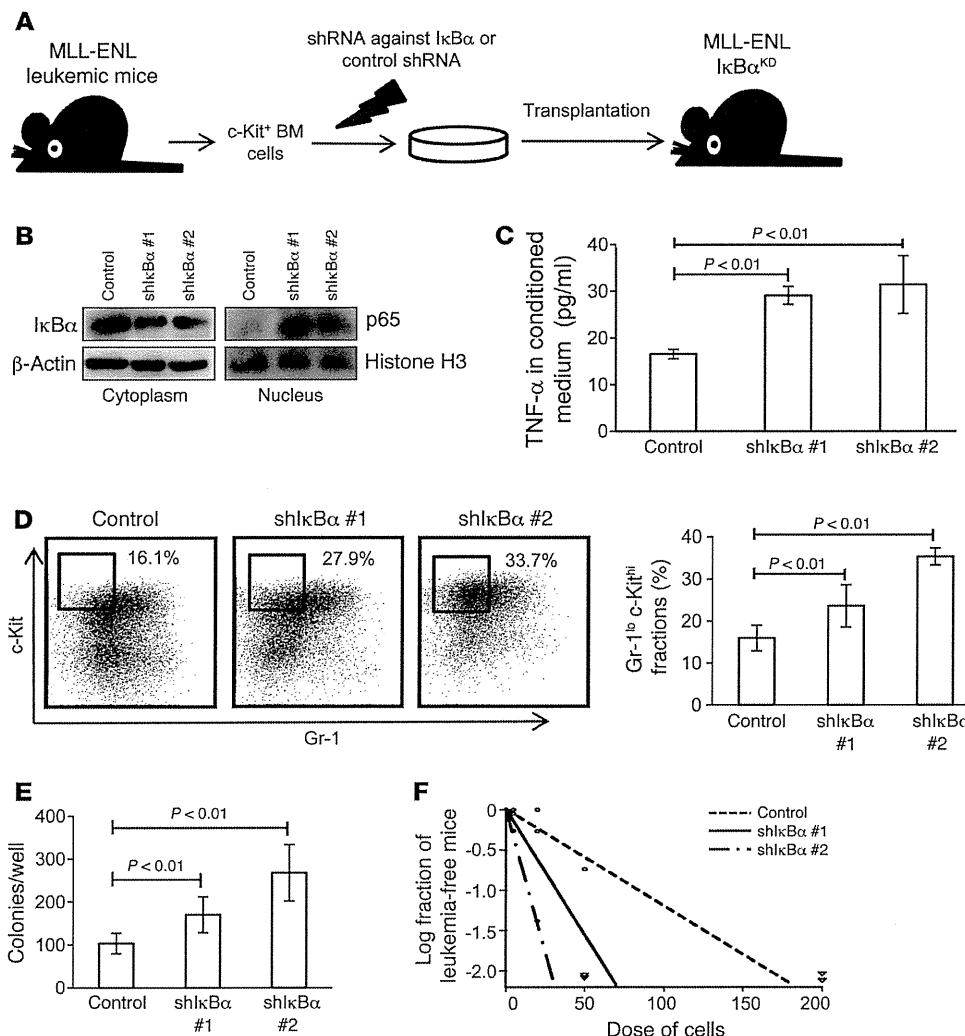 A
MLL-ENL
leukemic mice
c-Kit⁺ BM
cells
shRNA against IκBα or
control shRNA
Transplantation
MLL-ENL
IκBα^KD
B
Control
shIκBα #1
shIκBα #2
Control
shIκBα #1
shIκBα #2
IκBα
p65
β-Actin
Histone H3
Cytoplasm
Nucleus
C
TNF-α in conditioned
medium (pg/ml)
40
30
20
10
0
P < 0.01
P < 0.01
Control
shIκBα #1
shIκBα #2
D
Control
shIκBα #1
shIκBα #2
16.1%
27.9%
33.7%
c-Kit
Gr-1
Gr-1^lo c-Kit^hi
fractions (%)
40
30
20
10
0
P < 0.01
P < 0.01
Control
shIκBα
#1
shIκBα
#2
E
Colonies/well
400
300
200
100
0
P < 0.01
P < 0.01
Control
shIκBα
#1
shIκBα
#2
F
Log fraction of
leukemia-free mice
0
-0.5
-1.0
-1.5
-2.0
0
50
100
150
200
Dose of cells
Control
shIκBα #1
shIκBα #2